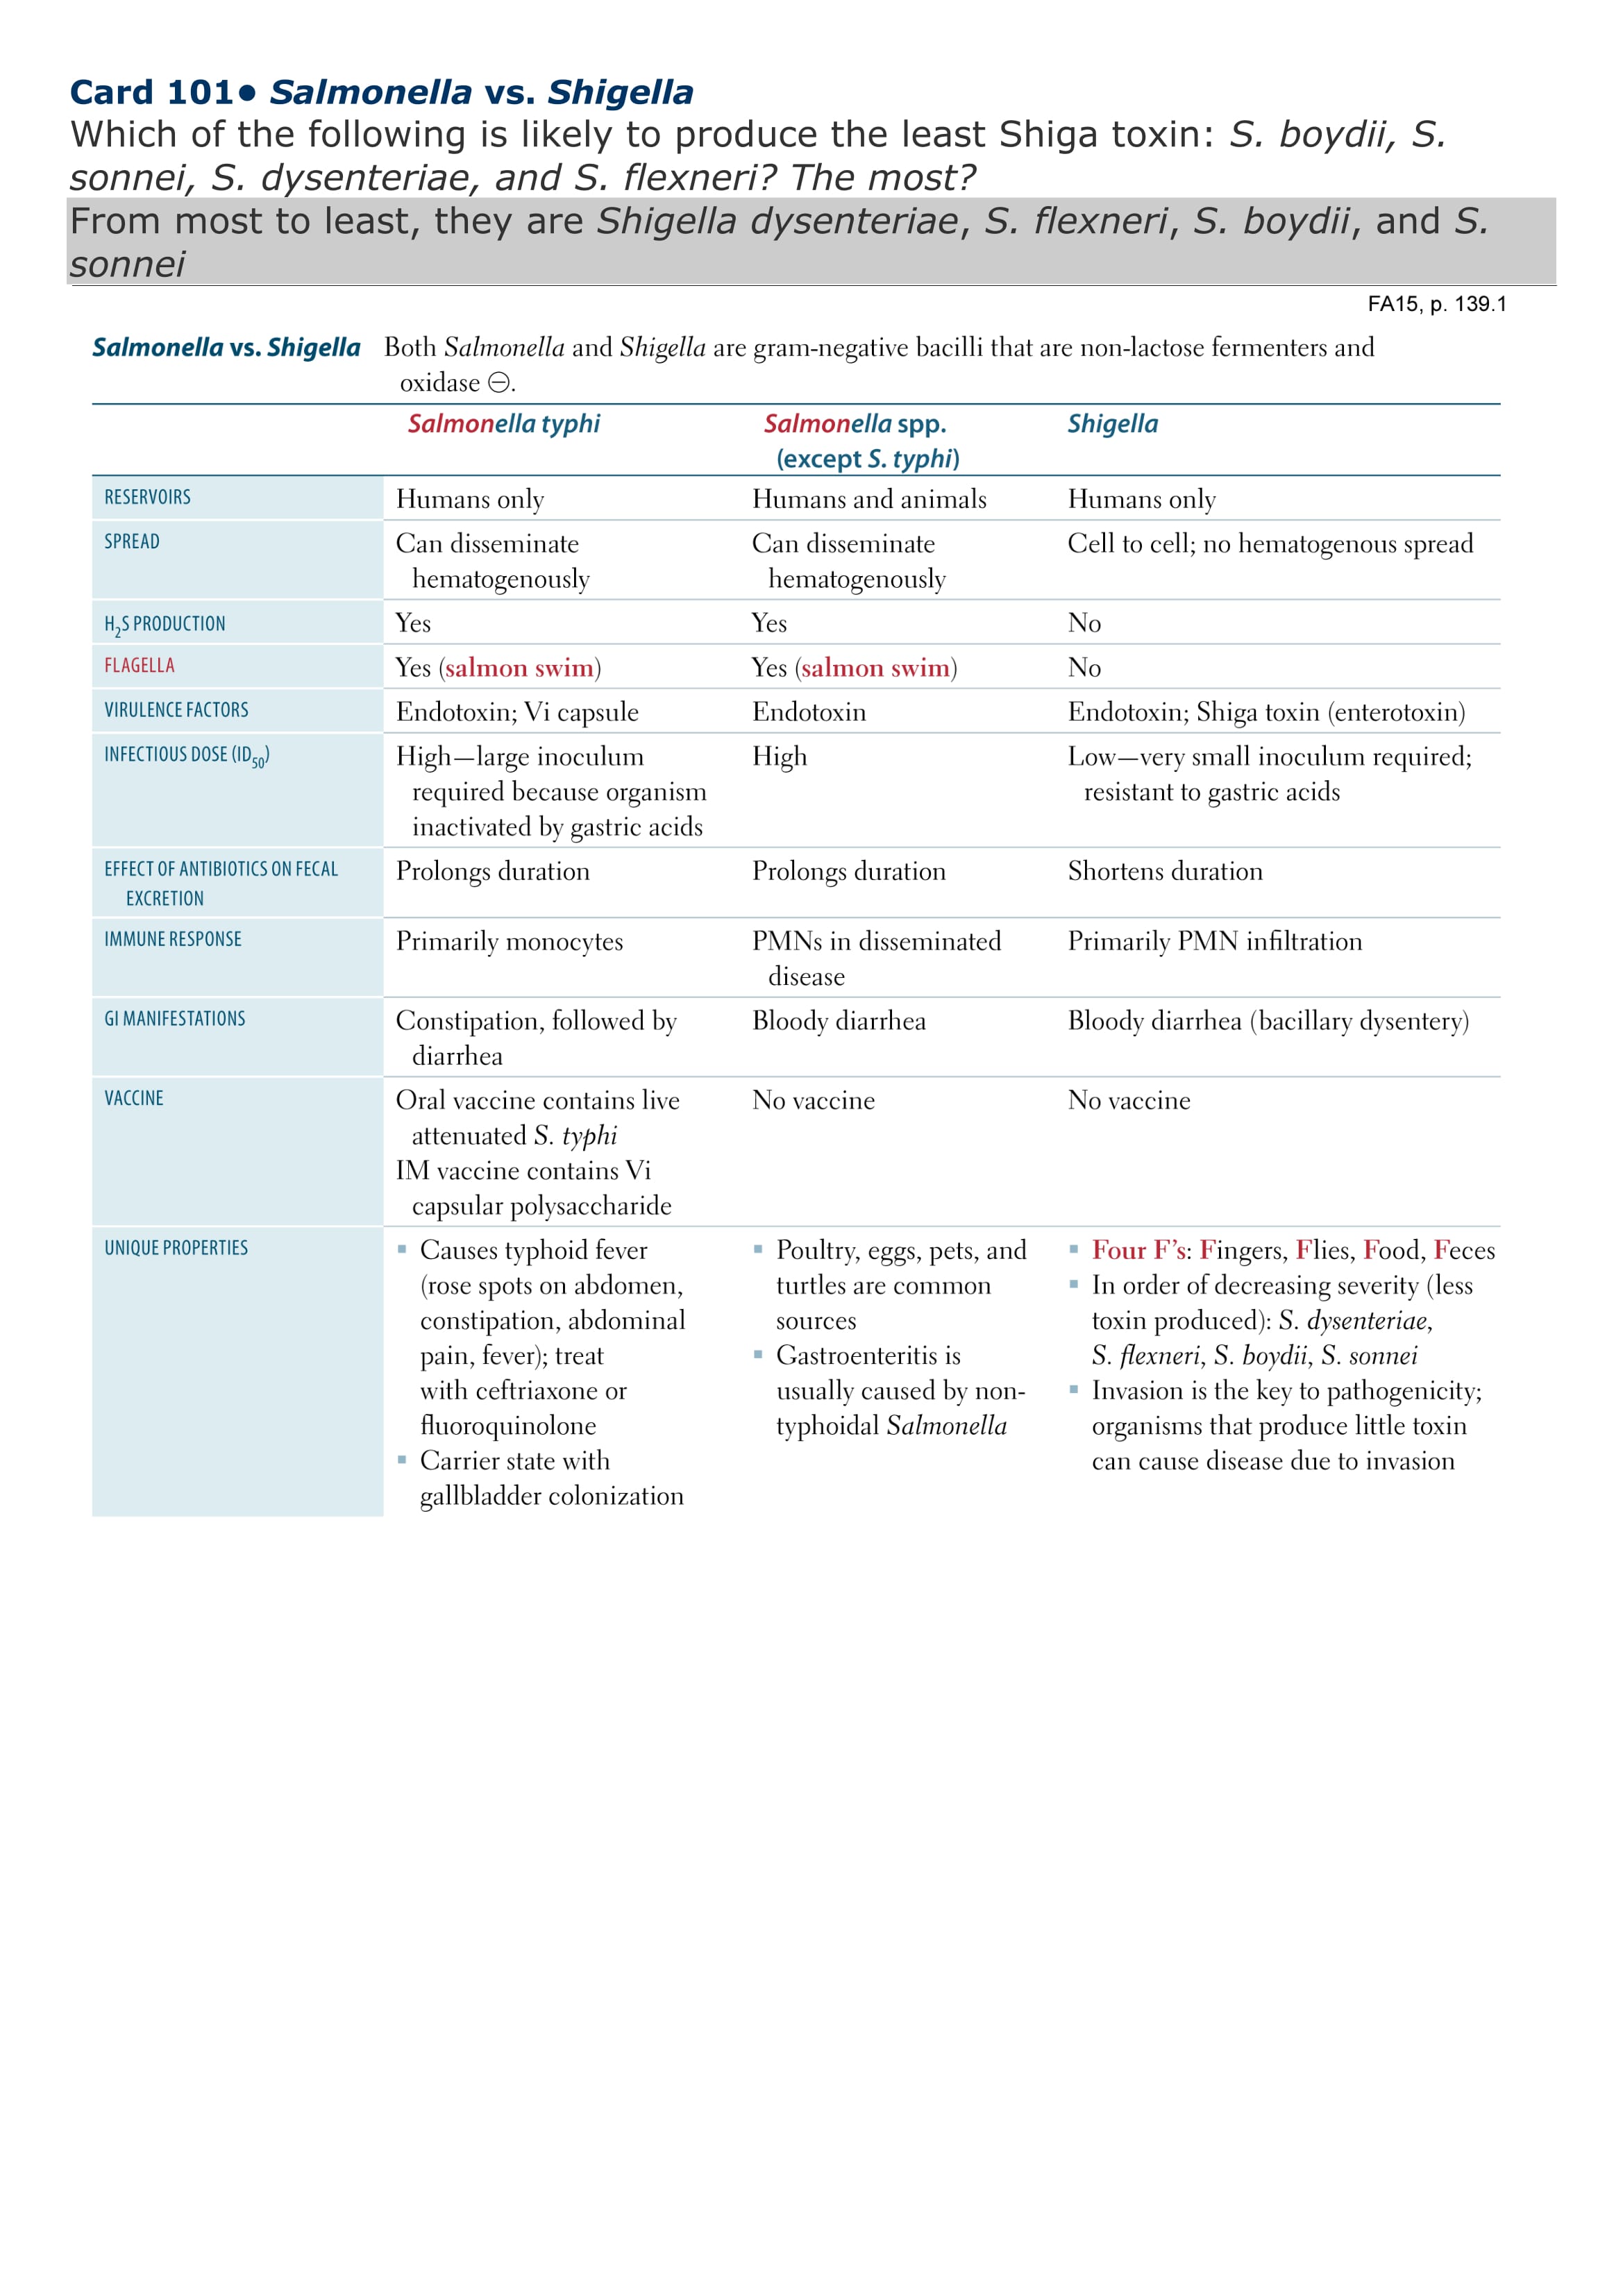 Card 101• Salmonella vs. Shigella
Which of the following is likely to produce the least Shiga toxin: S. boydii, S.
sonnei, S. dysenteriae, and S. flexneri? The most?
From most to least, they are Shigella dysenteriae, S. flexneri, S. boydii, and S.
sonnei
FA15, p. 139.1
Salmonella vs. Shigella Both Salmonella and Shigella are gram-negative bacilli that are non-lactose fermenters and
oxidase ⊖.
Salmonella typhi Salmonella spp. Shigella
(except S. typhi)
RESERVOIRS Humans only Humans and animals Humans only
SPREAD Can disseminate Can disseminate Cell to cell; no hematogenous spread
hematogenously hematogenously
H2S PRODUCTION Yes Yes No
FLAGELLA Yes (salmon swim) Yes (salmon swim) No
VIRULENCE FACTORS Endotoxin; Vi capsule Endotoxin Endotoxin; Shiga toxin (enterotoxin)
INFECTIOUS DOSE (ID50) High—large inoculum High Low—very small inoculum required;
required because organism resistant to gastric acids
inactivated by gastric acids
EFFECT OF ANTIBIOTICS ON FECAL Prolongs duration Prolongs duration Shortens duration
EXCRETION
IMMUNE RESPONSE Primarily monocytes PMNs in disseminated Primarily PMN infiltration
disease
GI MANIFESTATIONS Constipation, followed by Bloody diarrhea Bloody diarrhea (bacillary dysentery)
diarrhea
VACCINE Oral vaccine contains live No vaccine No vaccine
attenuated S. typhi
IM vaccine contains Vi
capsular polysaccharide
UNIQUE PROPERTIES ▪ Causes typhoid fever ▪ Poultry, eggs, pets, and ▪ Four F's: Fingers, Flies, Food, Feces
(rose spots on abdomen, turtles are common ▪ In order of decreasing severity (less
constipation, abdominal sources toxin produced): S. dysenteriae,
pain, fever); treat ▪ Gastroenteritis is S. flexneri, S. boydii, S. sonnei
with ceftriaxone or usually caused by non- ▪ Invasion is the key to pathogenicity;
fluoroquinolone typhoidal Salmonella organisms that produce little toxin
▪ Carrier state with can cause disease due to invasion
gallbladder colonization